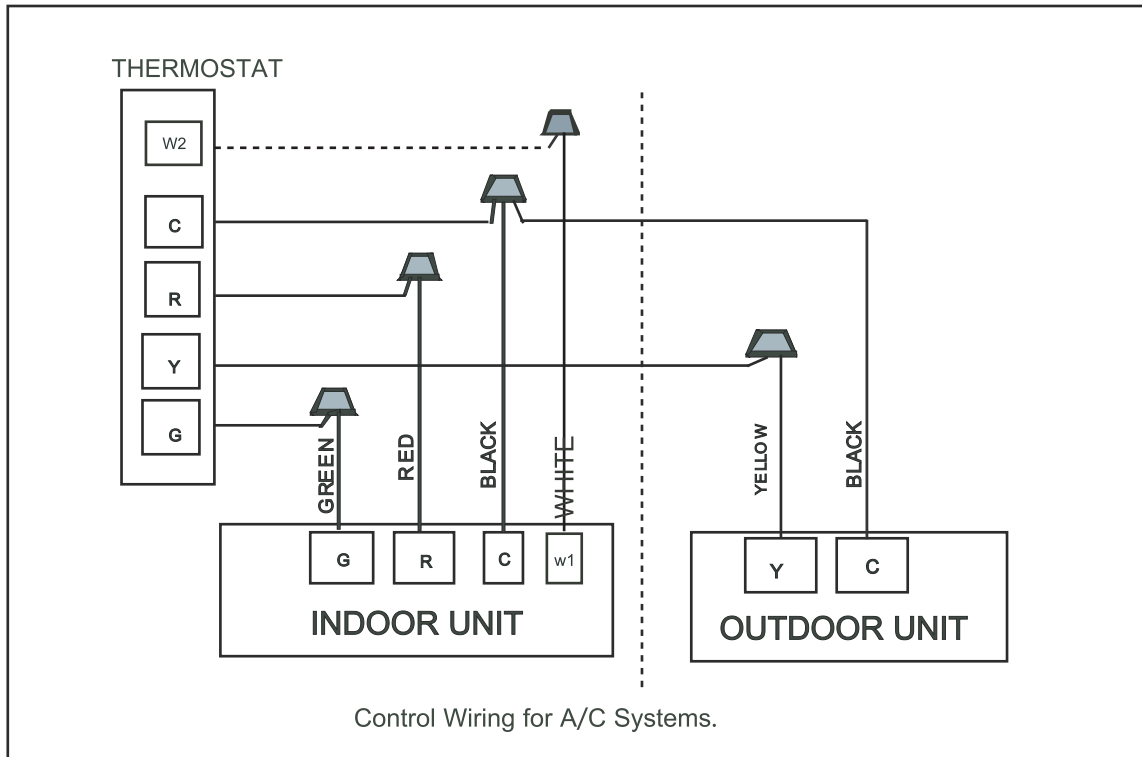 THERMOSTAT
W2
C
R
Y
G
GREEN
RED
BLACK
WHITE
YELLOW
BLACK
G
R
C
w1
INDOOR UNIT
Y
C
OUTDOOR UNIT
Control Wiring for A/C Systems.